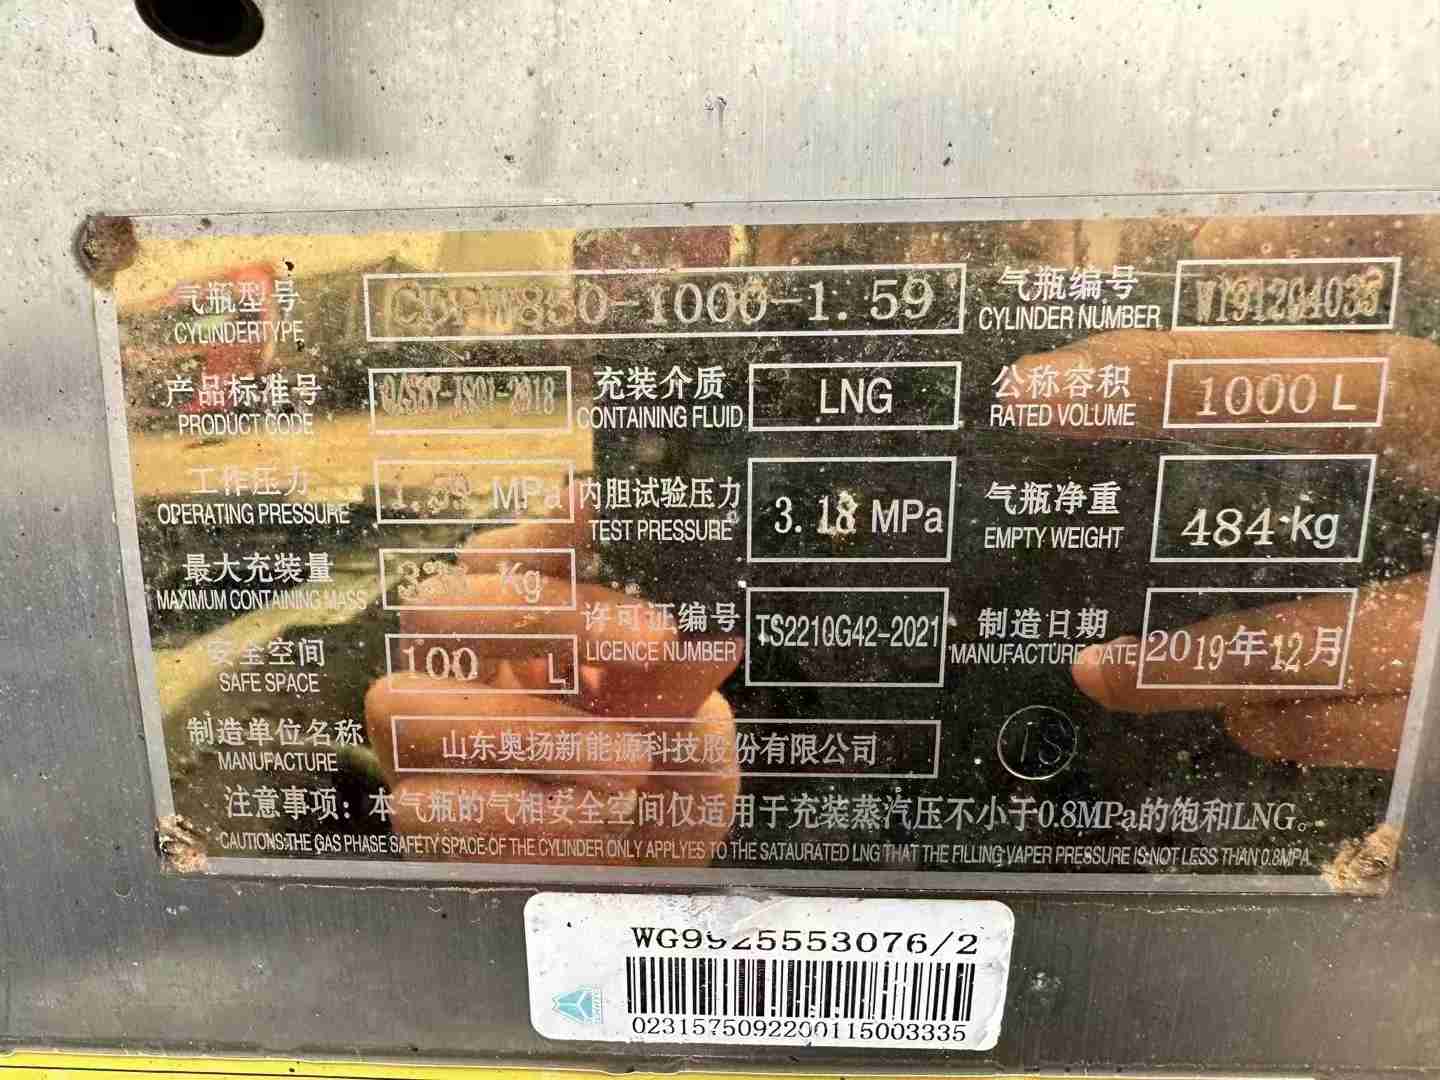 气瓶型号 CDPW850-1000-1.59 气瓶编号 W191204033
CYLINDERTYPE CYLINDER NUMBER
产品标准号 Q/SSY-JS01-2018 充装介质 LNG 公称容积 1000 L
PRODUCT CODE CONTAINING FLUID RATED VOLUME
工作压力 1.59 MPa 内胆试验压力 3.18 MPa 气瓶净重 484 kg
OPERATING PRESSURE TEST PRESSURE EMPTY WEIGHT
最大充装量 Kg 许可证编号 TS2210G42-2021 制造日期 2019年12月
MAXIMUM CONTAINING MASS LICENCE NUMBER MANUFACTURE DATE
安全空间 100 L
SAFE SPACE
制造单位名称 山东奥扬新能源科技股份有限公司 TS
MANUFACTURE
注意事项：本气瓶的气相安全空间仅适用于充装蒸汽压不小于0.8MPa的饱和LNG。
CAUTIONS:THE GAS PHASE SAFETY SPACE OF THE CYLINDER ONLY APPLYES TO THE SATAURATED LNG THAT THE FILLING VAPER PRESSURE IS NOT LESS THAN 0.8MPA.
WG9925553076/2
0231575092200115003335